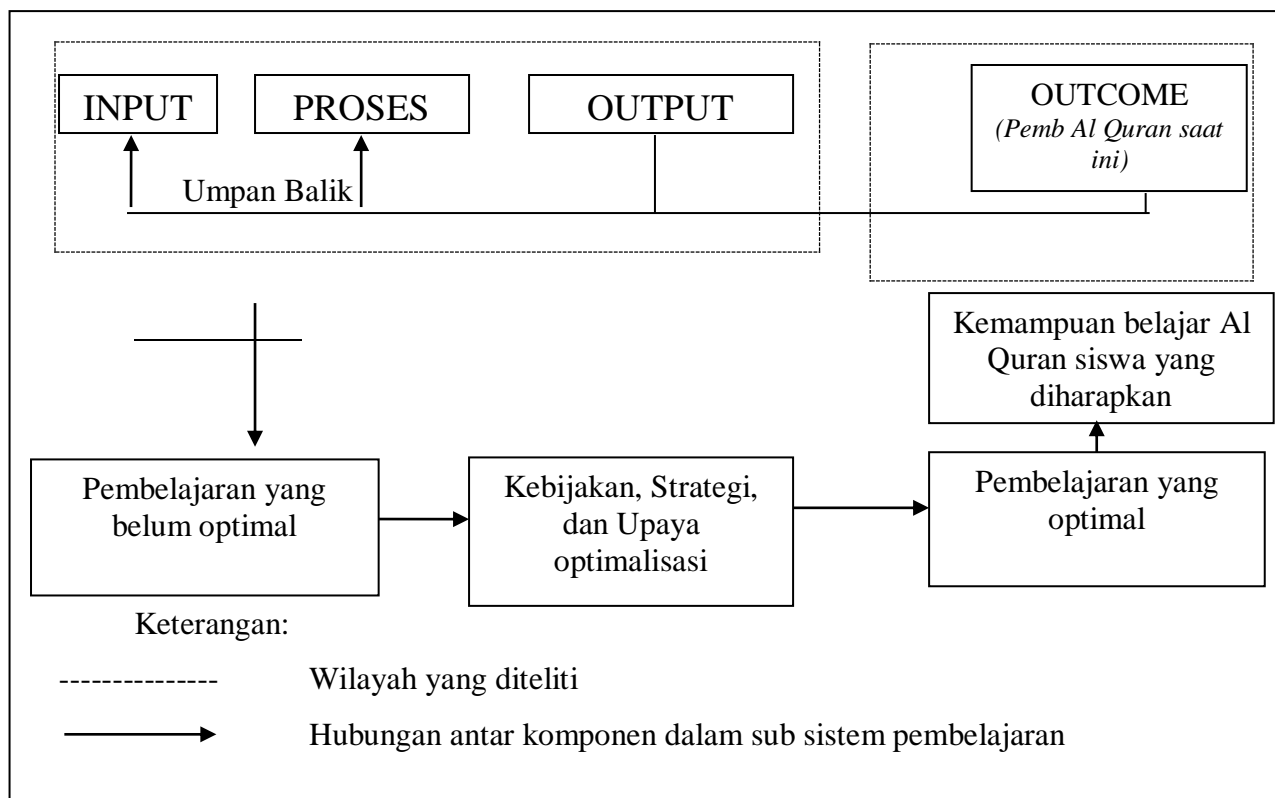 INPUT
PROSES
OUTPUT
OUTCOME
(Pemb Al Quran saat
ini)
Umpan Balik
Kemampuan belajar Al
Quran siswa yang
diharapkan
Pembelajaran yang
belum optimal
Kebijakan, Strategi,
dan Upaya
optimalisasi
Pembelajaran yang
optimal
Keterangan:
Wilayah yang diteliti
Hubungan antar komponen dalam sub sistem pembelajaran